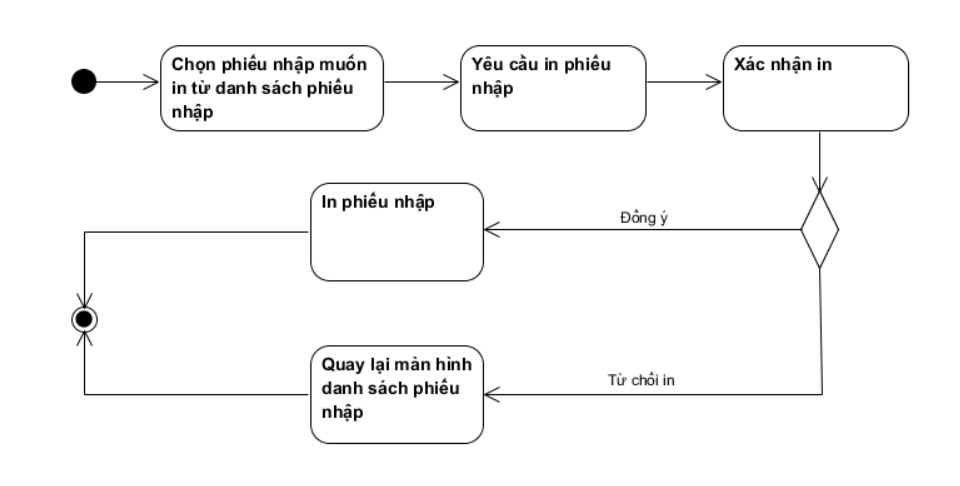 Chọn phiếu nhập muốn
in từ danh sách phiếu
nhập
Yêu cầu in phiếu
nhập
Xác nhận in
In phiếu nhập
Đồng ý
Quay lại màn hình
danh sách phiếu
nhập
Từ chối in